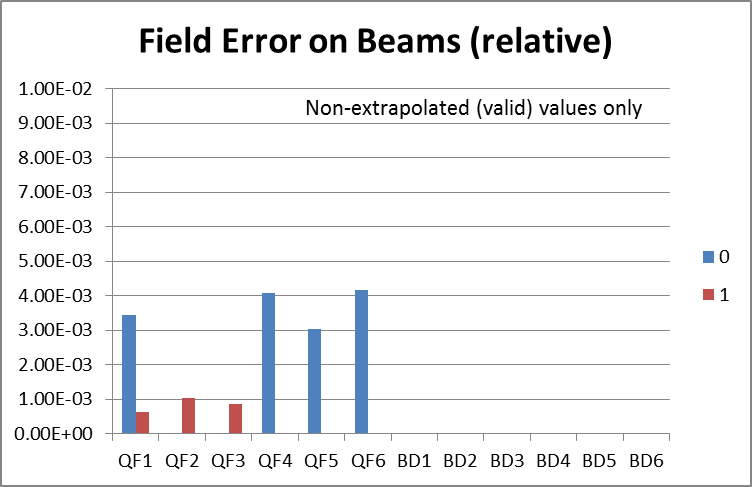 Field Error on Beams (relative)
1.00E-02
Non-extrapolated (valid) values only
9.00E-03
8.00E-03
7.00E-03
6.00E-03
5.00E-03
4.00E-03
3.00E-03
2.00E-03
1.00E-03
0.00E+00
QF1 QF2 QF3 QF4 QF5 QF6 BD1 BD2 BD3 BD4 BD5 BD6
0
1